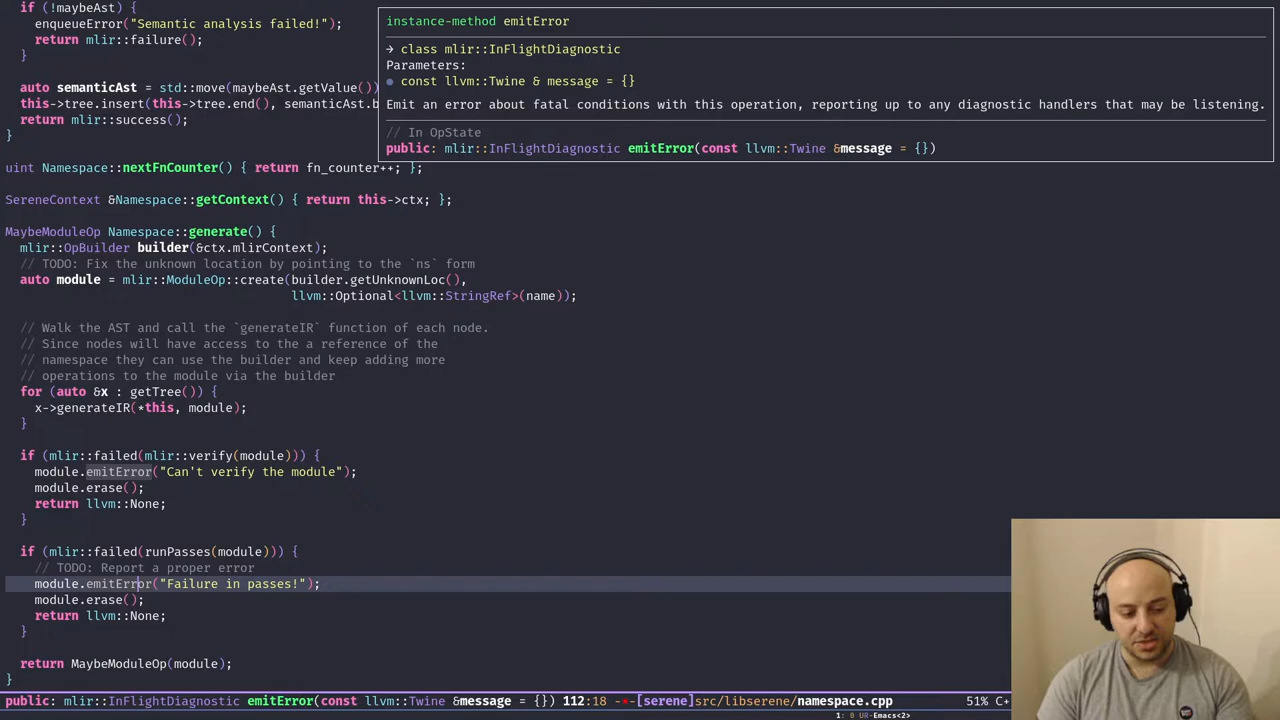 if (!maybeAst) {
enqueueError("Semantic analysis failed!");
return mlir::failure();
}
auto semanticAst = std::move(maybeAst.getValue())
this->tree.insert(this->tree.end(), semanticAst.b
return mlir::success();
}
instance-method emitError
→ class mlir::InFlightDiagnostic
Parameters:
● const llvm::Twine & message = {}
Emit an error about fatal conditions with this operation, reporting up to any diagnostic handlers that may be listening.
// In OpState
public: mlir::InFlightDiagnostic emitError(const llvm::Twine &message = {})
uint Namespace::nextFnCounter() { return fn_counter++; };
SereneContext &Namespace::getContext() { return this->ctx; };
MaybeModuleOp Namespace::generate() {
mlir::OpBuilder builder(&ctx.mlirContext);
// TODO: Fix the unknown location by pointing to the `ns` form
auto module = mlir::ModuleOp::create(builder.getUnknownLoc(),
llvm::Optional<llvm::StringRef>(name));
// Walk the AST and call the `generateIR` function of each node.
// Since nodes will have access to the a reference of the
// namespace they can use the builder and keep adding more
// operations to the module via the builder
for (auto &x : getTree()) {
x->generateIR(*this, module);
}
if (mlir::failed(mlir::verify(module))) {
module.emitError("Can't verify the module");
module.erase();
return llvm::None;
}
if (mlir::failed(runPasses(module))) {
// TODO: Report a proper error
module.emitError("Failure in passes!");
module.erase();
return llvm::None;
}
return MaybeModuleOp(module);
}
public: mlir::InFlightDiagnostic emitError(const llvm::Twine &message = {}) 112:18 -*-[serene]src/libserene/namespace.cpp 51% C+
1: 0 UR-Emacs<2>